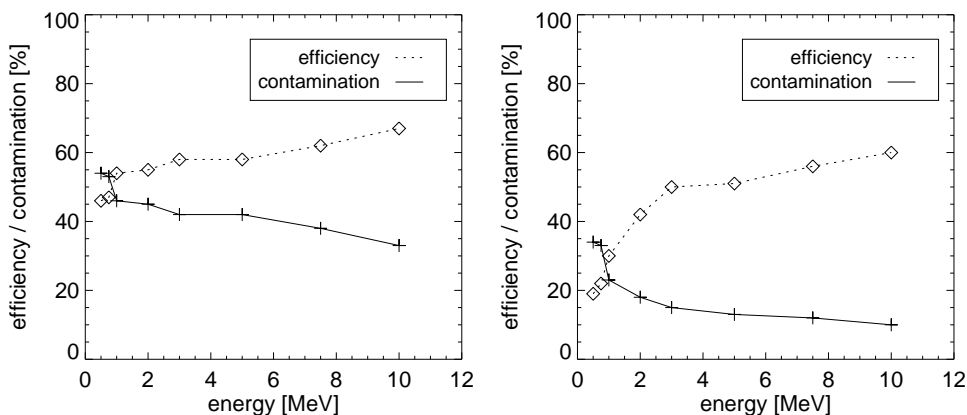 efficiency / contamination [%]
100
80
60
40
20
0
efficiency
contamination
0 2 4 6 8 10 12
energy [MeV]
efficiency / contamination [%]
100
80
60
40
20
0
efficiency
contamination
0 2 4 6 8 10 12
energy [MeV]